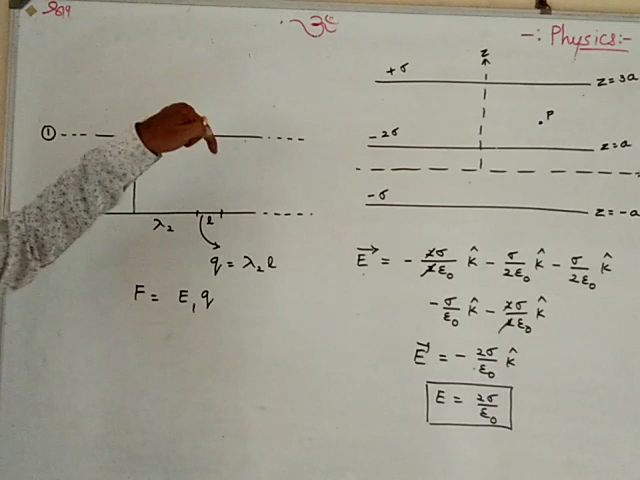 ॐ
-: Physics:-
z
+σ
z = 3a
①
P
-2σ
z = a
-σ
z = -a
λ₂ l
q = λ₂ l
F = E₁ q
E⃗ = - 2σ/2ε₀ k̂ - σ/2ε₀ k̂ - σ/2ε₀ k̂
- σ/ε₀ k̂ - 2σ/2ε₀ k̂
E⃗ = - 2σ/ε₀ k̂
E = 2σ/ε₀